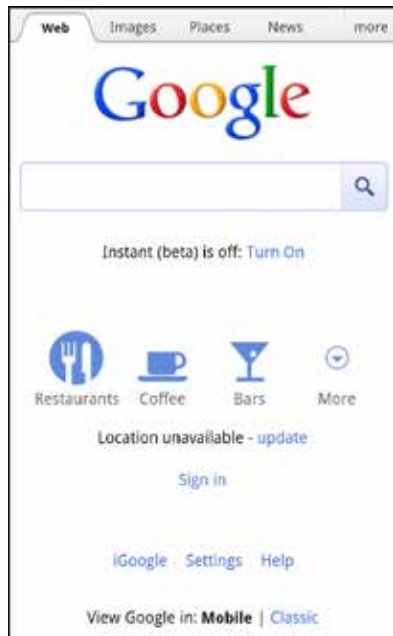 Web Images Places News more
Google
Instant (beta) is off: Turn On
Restaurants Coffee Bars More
Location unavailable - update
Sign in
iGoogle Settings Help
View Google in: Mobile | Classic